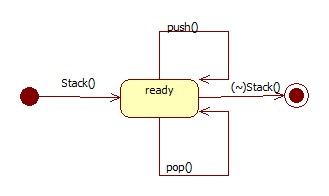 push()
Stack()
ready
(~)Stack()
pop()